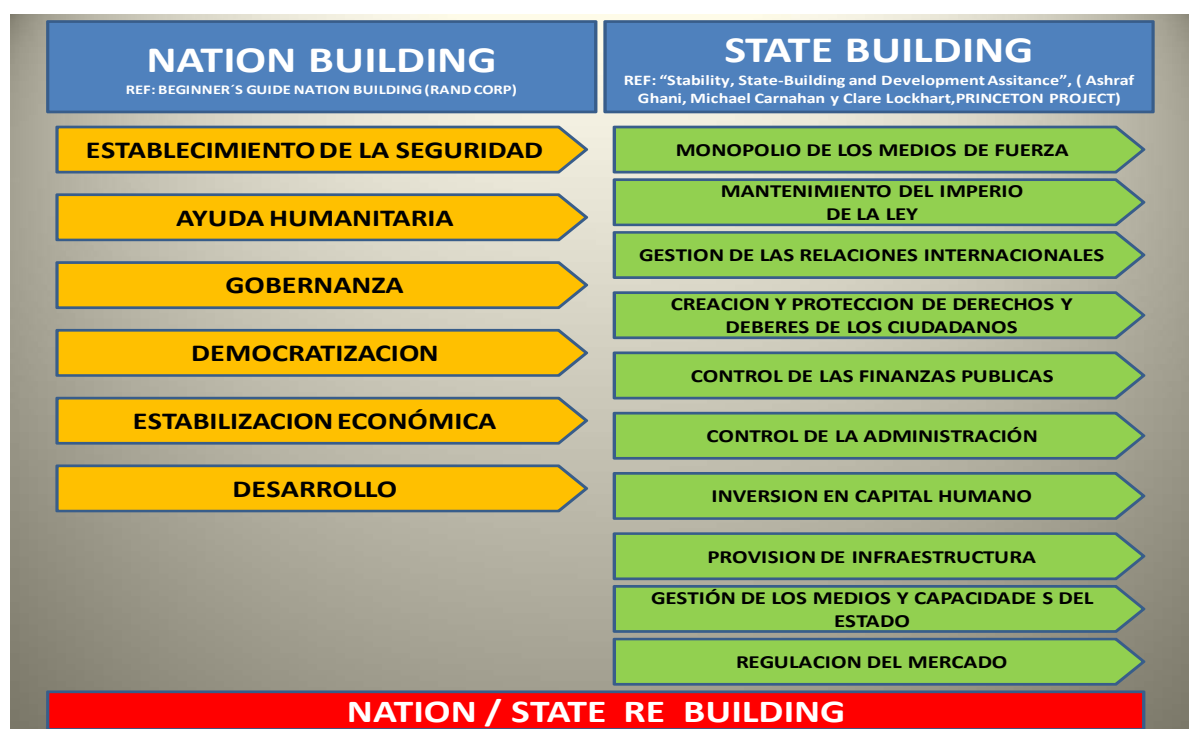 NATION BUILDING
REF: BEGINNER´S GUIDE NATION BUILDING (RAND CORP)
ESTABLECIMIENTO DE LA SEGURIDAD
AYUDA HUMANITARIA
GOBERNANZA
DEMOCRATIZACION
ESTABILIZACION ECONÓMICA
DESARROLLO
STATE BUILDING
REF: “Stability, State-Building and Development Assitance”, ( Ashraf
Ghani, Michael Carnahan y Clare Lockhart,PRINCETON PROJECT)
MONOPOLIO DE LOS MEDIOS DE FUERZA
MANTENIMIENTO DEL IMPERIO
DE LA LEY
GESTION DE LAS RELACIONES INTERNACIONALES
CREACION Y PROTECCION DE DERECHOS Y
DEBERES DE LOS CIUDADANOS
CONTROL DE LAS FINANZAS PUBLICAS
CONTROL DE LA ADMINISTRACIÓN
INVERSION EN CAPITAL HUMANO
PROVISION DE INFRAESTRUCTURA
GESTIÓN DE LOS MEDIOS Y CAPACIDADE S DEL
ESTADO
REGULACION DEL MERCADO
NATION / STATE RE BUILDING